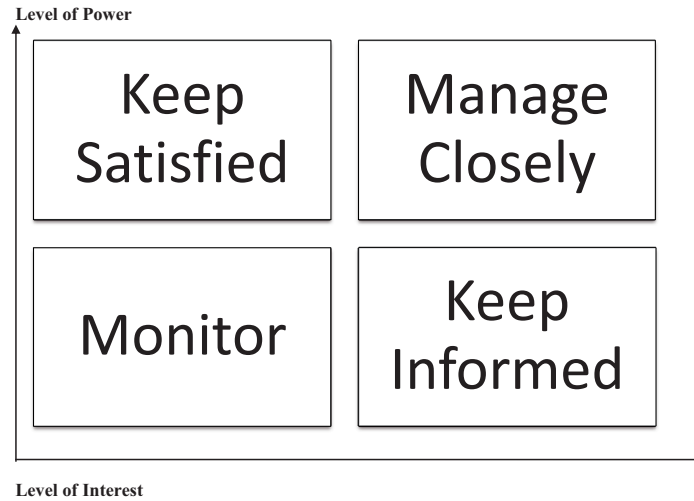 Level of Power
Keep
Satisfied
Manage
Closely
Monitor
Keep
Informed
Level of Interest